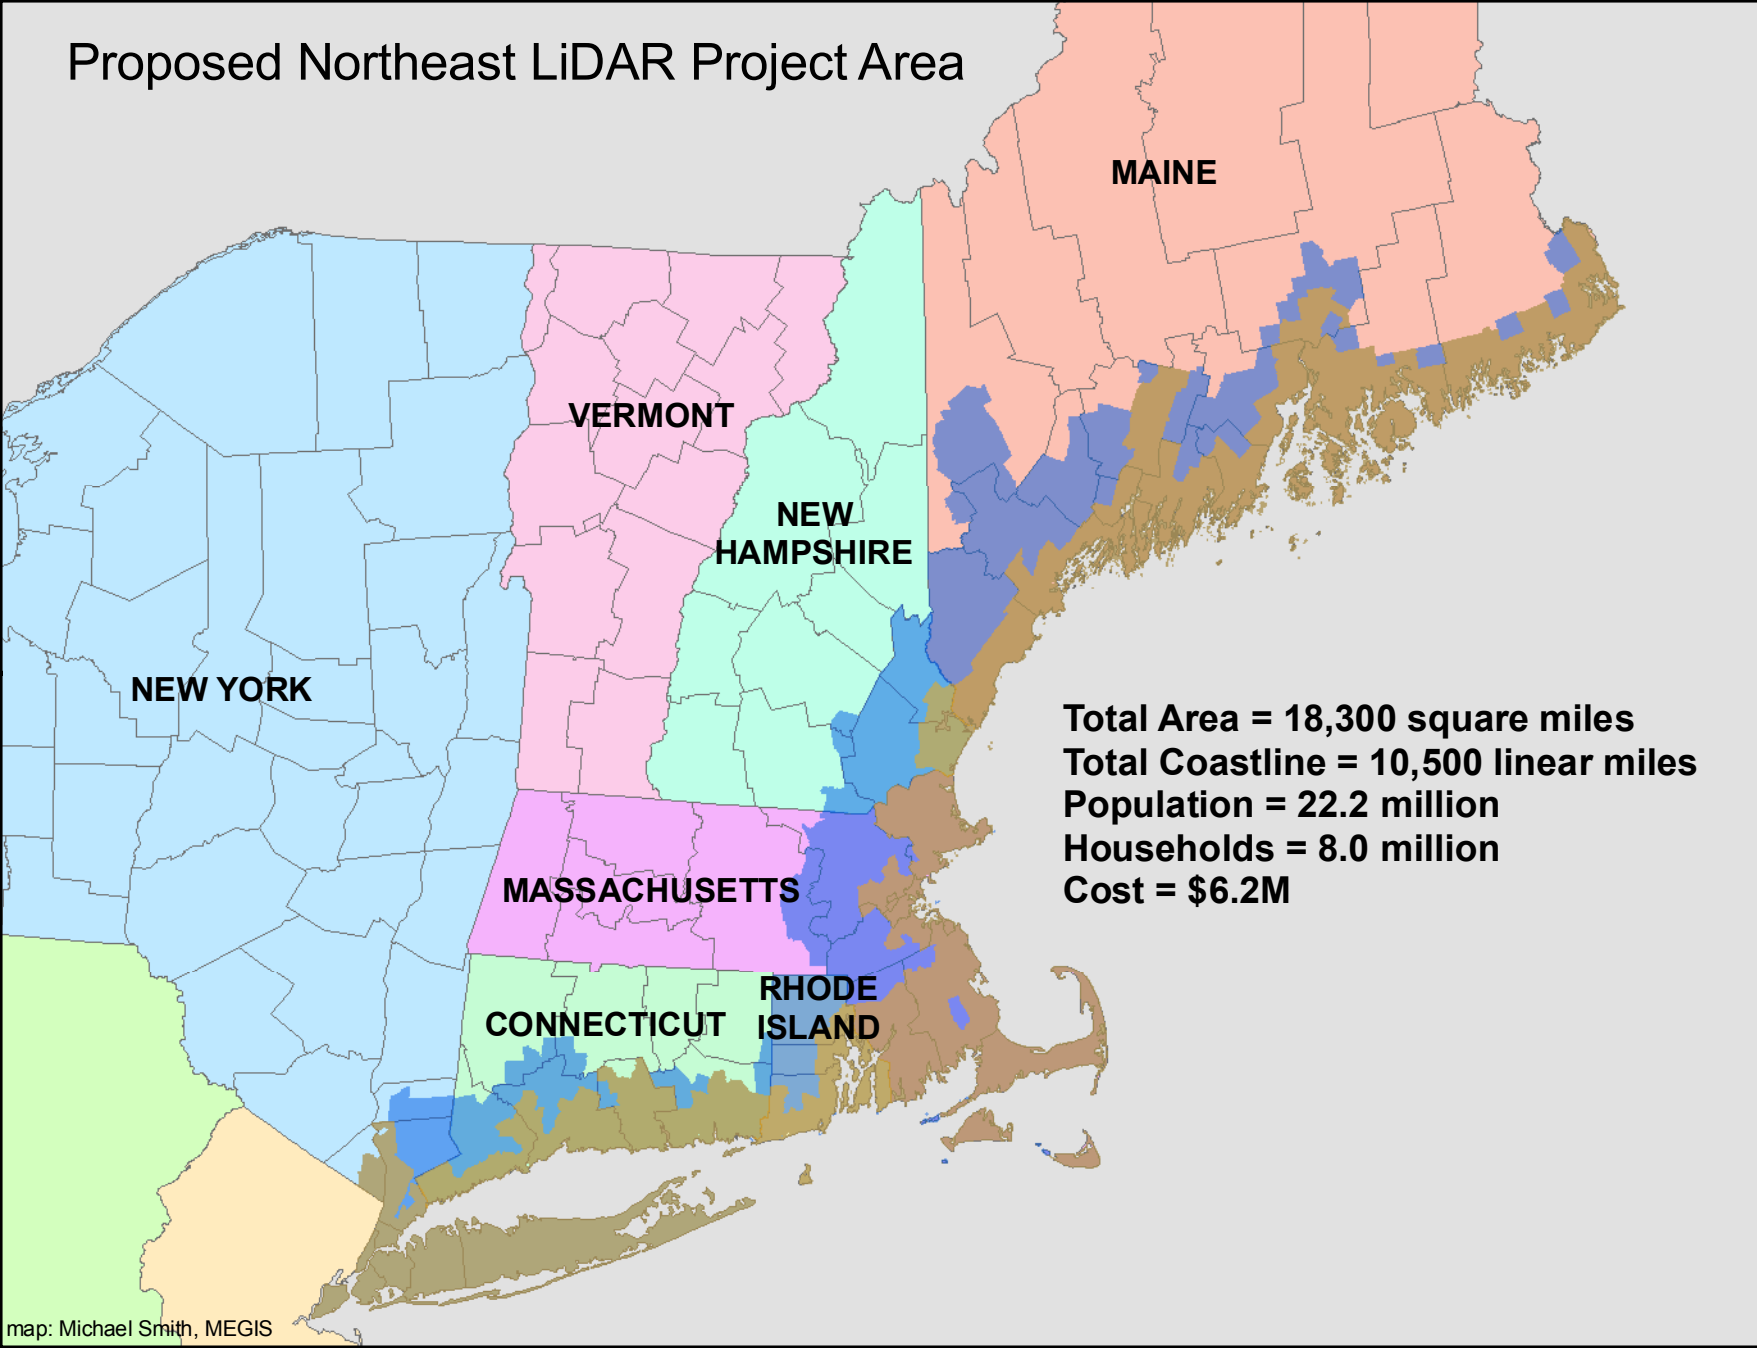 Proposed Northeast LiDAR Project Area
MAINE
VERMONT
NEW
HAMPSHIRE
NEW YORK
Total Area = 18,300 square miles
Total Coastline = 10,500 linear miles
Population = 22.2 million
Households = 8.0 million
Cost = $6.2M
MASSACHUSETTS
RHODE
ISLAND
CONNECTICUT
map: Michael Smith, MEGIS